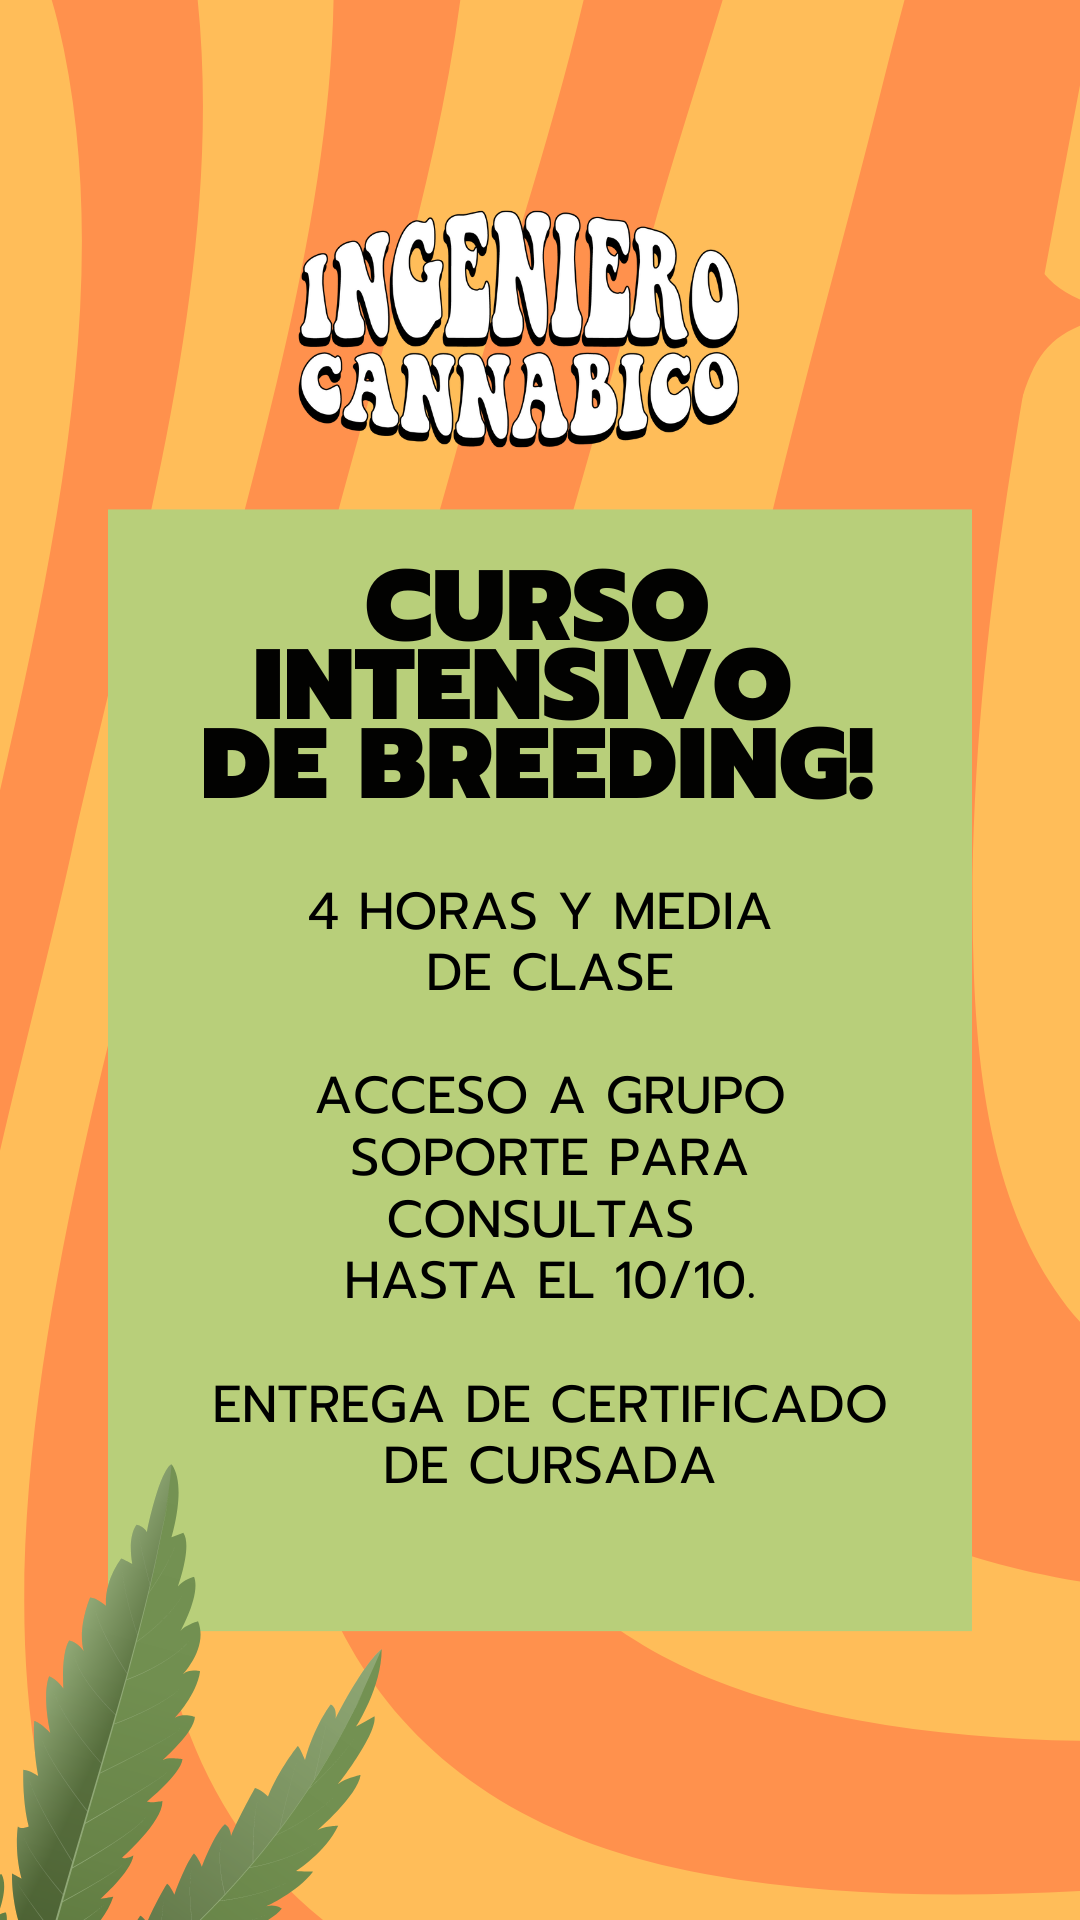 INGENIERO
CANNABICO
CURSO
INTENSIVO
DE BREEDING!
4 HORAS Y MEDIA
DE CLASE
ACCESO A GRUPO
SOPORTE PARA
CONSULTAS
HASTA EL 10/10.
ENTREGA DE CERTIFICADO
DE CURSADA